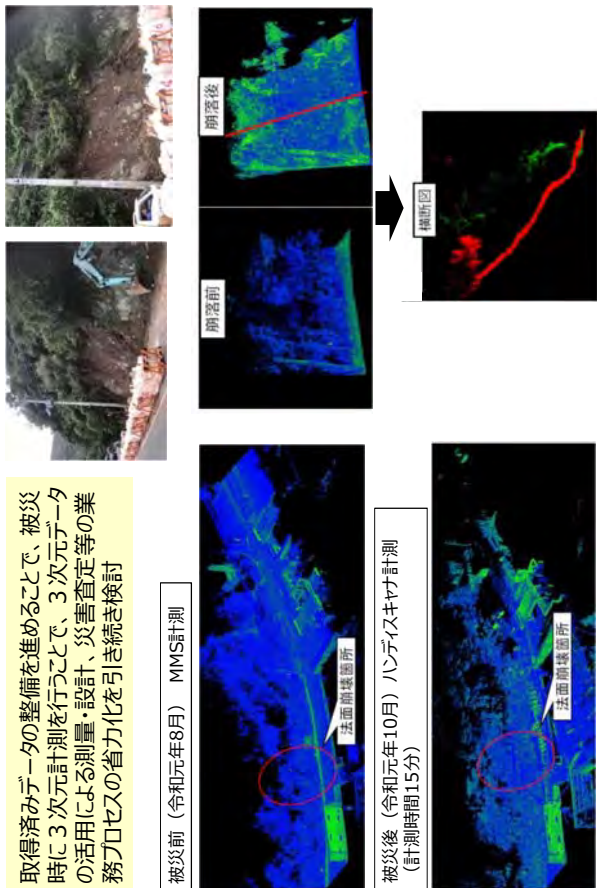 取得済みデータの整備を進めることで、被災
時に３次元計測を行うことで、３次元データ
の活用による測量・設計、災害査定等の業
務プロセスの省力化を引き続き検討
被災前（令和元年8月） MMS計測
法面崩壊箇所
被災後（令和元年10月）ハンディスキャナ計測
（計測時間15分）
法面崩壊箇所
崩落前
崩落後
横断図